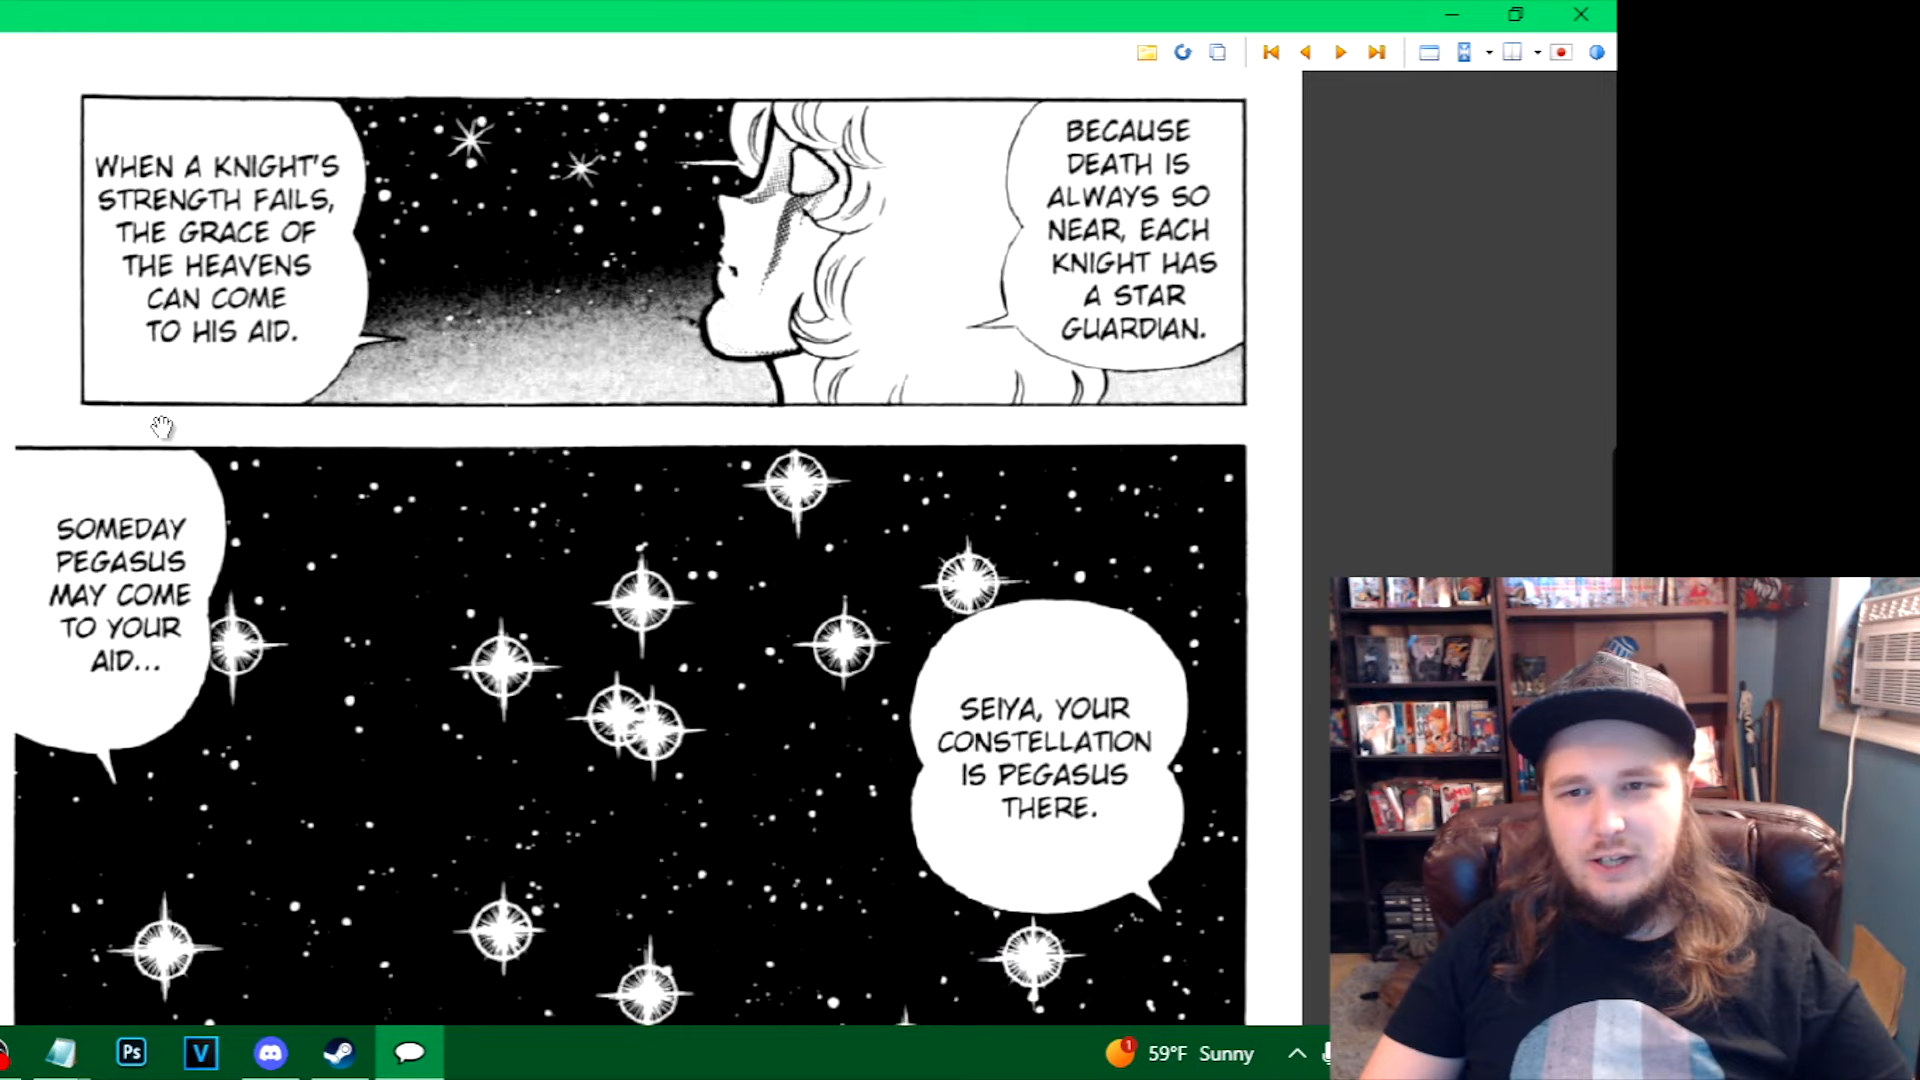 BECAUSE
DEATH IS
ALWAYS SO
NEAR, EACH
KNIGHT HAS
A STAR
GUARDIAN.
WHEN A KNIGHT'S
STRENGTH FAILS,
THE GRACE OF
THE HEAVENS
CAN COME
TO HIS AID.
SEIYA, YOUR
CONSTELLATION
IS PEGASUS
THERE.
SOMEDAY
PEGASUS
MAY COME
TO YOUR
AID...
Ps
V
1
59°F Sunny